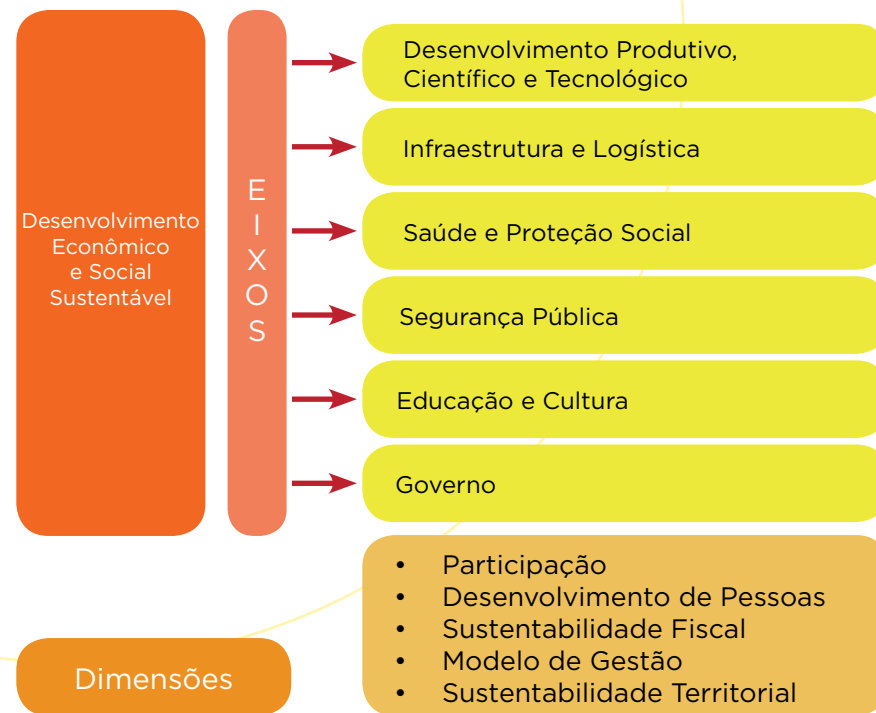 Desenvolvimento
Econômico
e Social
Sustentável
E
I
X
O
S
Desenvolvimento Produtivo,
Científico e Tecnológico
Infraestrutura e Logística
Saúde e Proteção Social
Segurança Pública
Educação e Cultura
Governo
Dimensões
• Participação
• Desenvolvimento de Pessoas
• Sustentabilidade Fiscal
• Modelo de Gestão
• Sustentabilidade Territorial